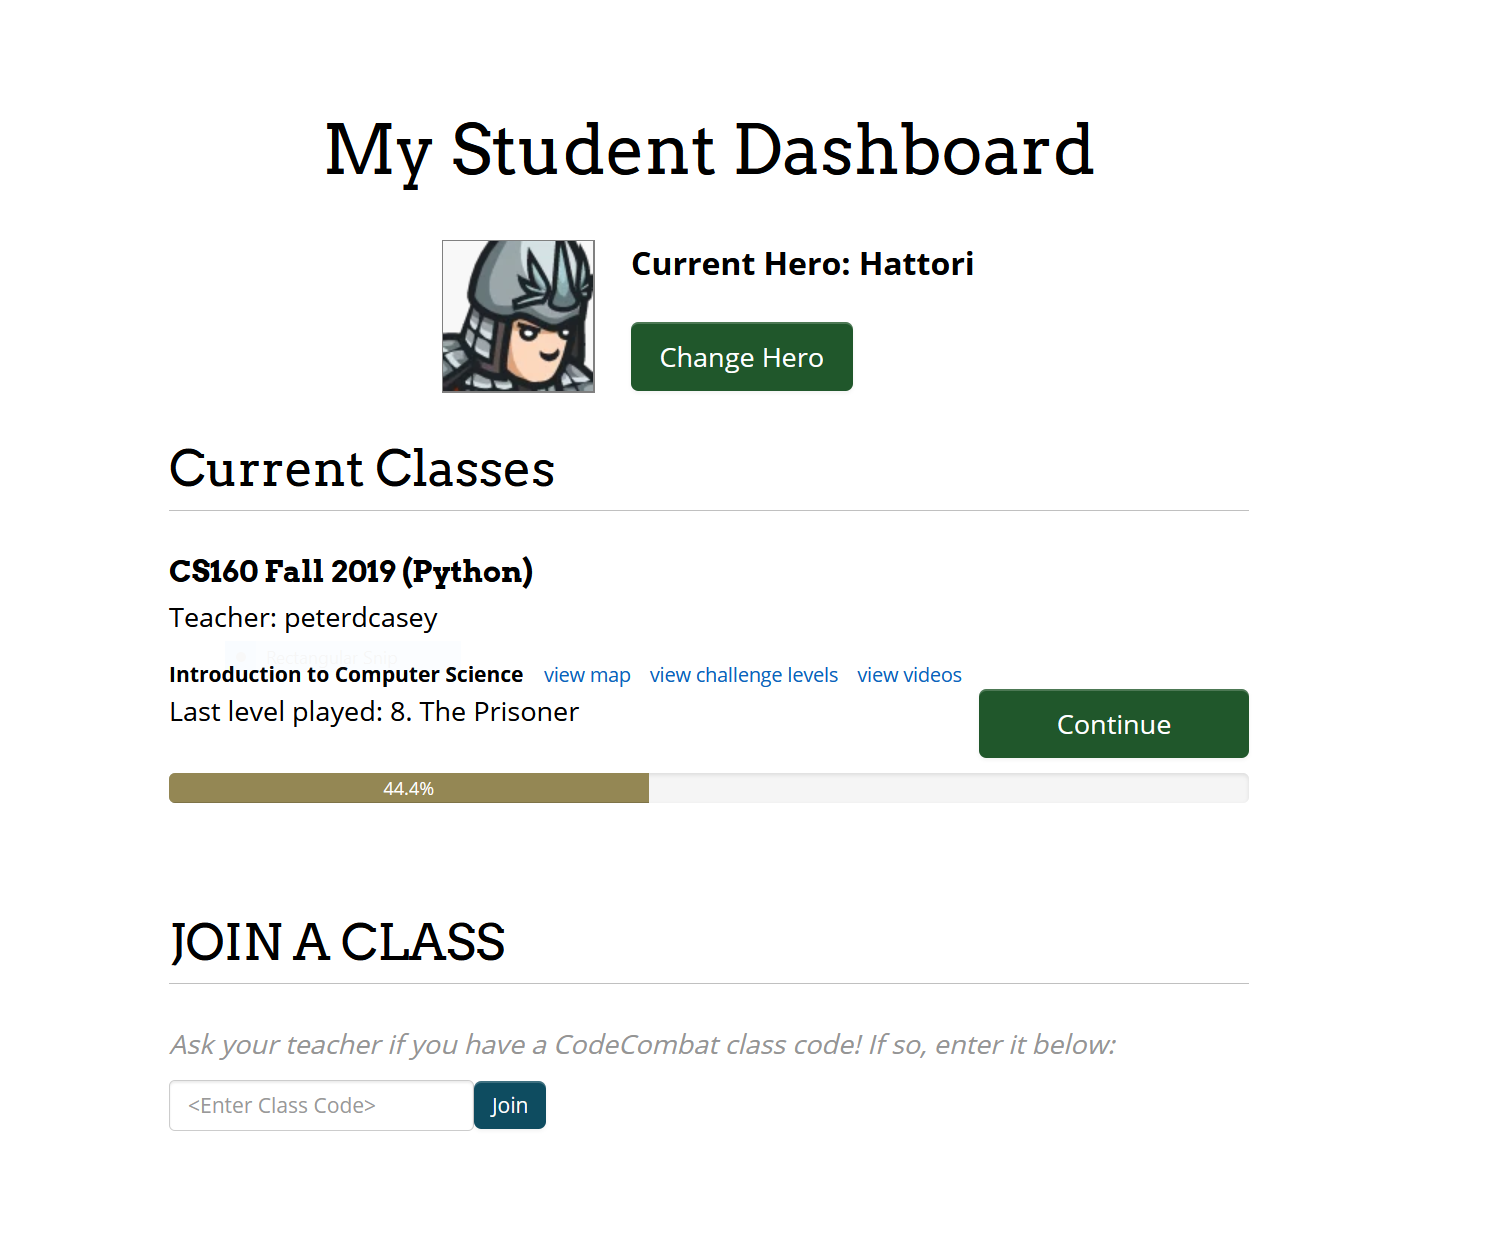 My Student Dashboard
Current Hero: Hattori
Change Hero
Current Classes
CS160 Fall 2019 (Python)
Teacher: peterdcasey
Rectangular Snip
Introduction to Computer Science view map view challenge levels view videos
Last level played: 8. The Prisoner
Continue
44.4%
JOIN A CLASS
Ask your teacher if you have a CodeCombat class code! If so, enter it below:
<Enter Class Code> Join